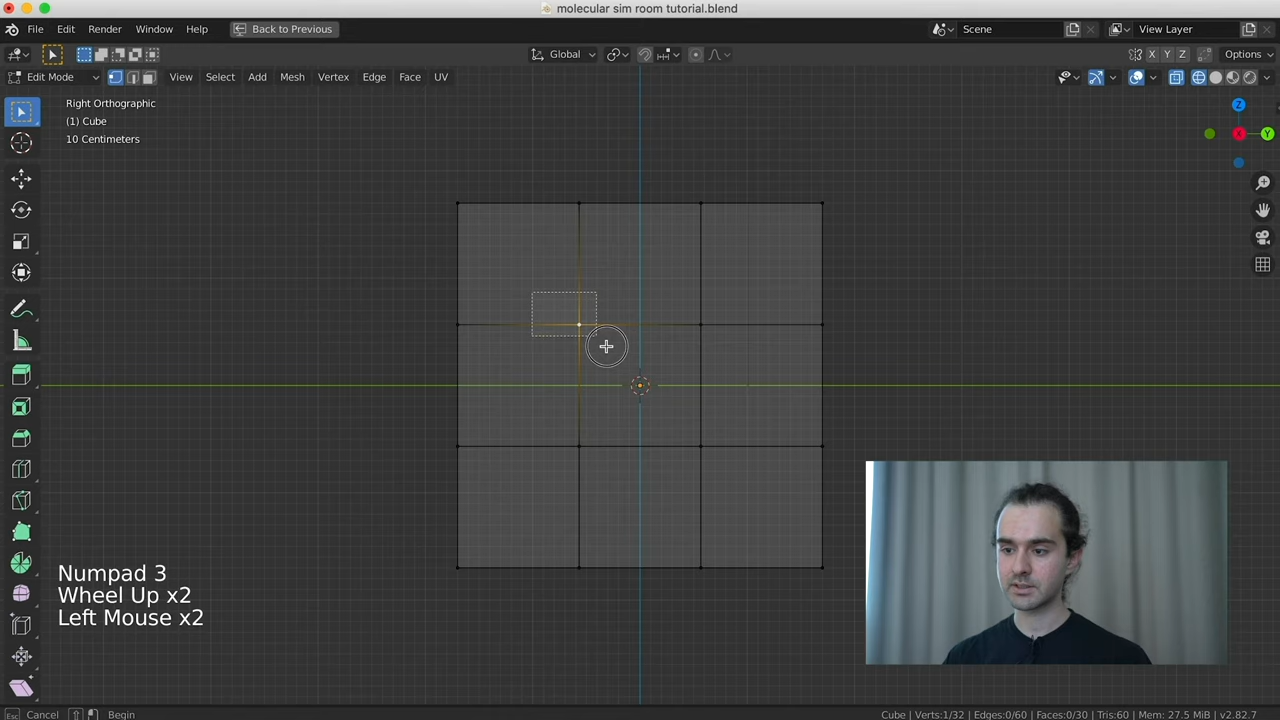 molecular sim room tutorial.blend
File Edit Render Window Help Back to Previous Scene View Layer
Global Options
X Y Z
Edit Mode View Select Add Mesh Vertex Edge Face UV
Right Orthographic
(1) Cube
10 Centimeters
Z
X
Y
Numpad 3
Wheel Up x2
Left Mouse x2
Esc Cancel Begin Cube | Verts:1/32 | Edges:0/60 | Faces:0/30 | Tris:60 | Mem: 27.5 MiB | v2.82.7